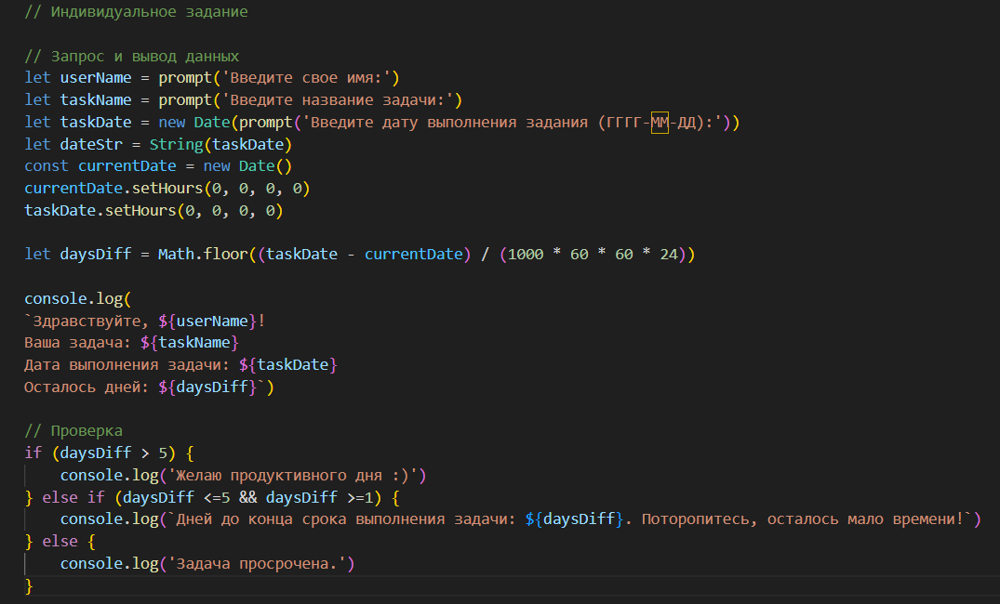 // Индивидуальное задание
// Запрос и вывод данных
let userName = prompt('Введите свое имя:')
let taskName = prompt('Введите название задачи:')
let taskDate = new Date(prompt('Введите дату выполнения задания (ГГГГ-ММ-ДД):'))
let dateStr = String(taskDate)
const currentDate = new Date()
currentDate.setHours(0, 0, 0, 0)
taskDate.setHours(0, 0, 0, 0)
let daysDiff = Math.floor((taskDate - currentDate) / (1000 * 60 * 60 * 24))
console.log(
`Здравствуйте, ${userName}!
Ваша задача: ${taskName}
Дата выполнения задачи: ${taskDate}
Осталось дней: ${daysDiff}`)
// Проверка
if (daysDiff > 5) {
    console.log('Желаю продуктивного дня :)')
} else if (daysDiff <=5 && daysDiff >=1) {
    console.log(`Дней до конца срока выполнения задачи: ${daysDiff}. Поторопитесь, осталось мало времени!`)
} else {
    console.log('Задача просрочена.')
}